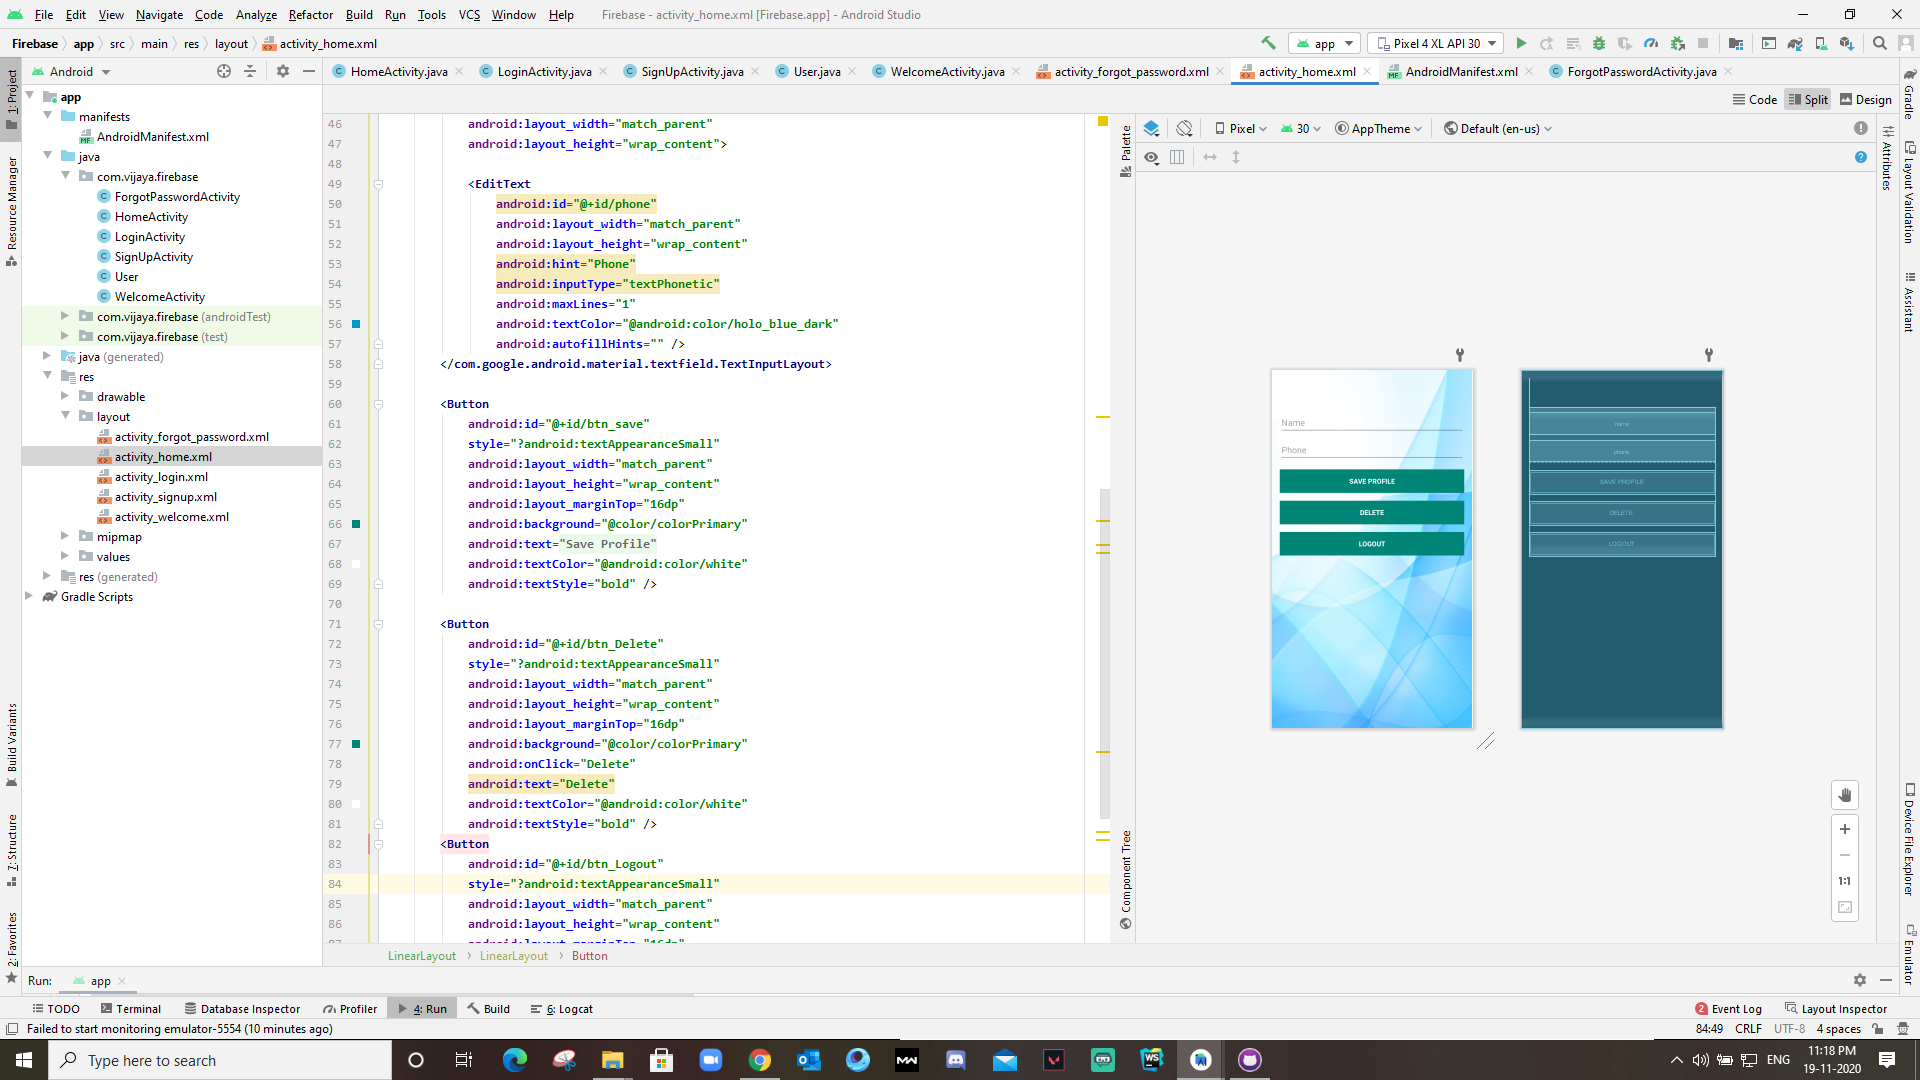 File Edit View Navigate Code Analyze Refactor Build Run Tools VCS Window Help Firebase - activity_home.xml [Firebase.app] - Android Studio
Firebase app src main res layout activity_home.xml app Pixel 4 XL API 30
Android HomeActivity.java LoginActivity.java SignUpActivity.java User.java WelcomeActivity.java activity_forgot_password.xml activity_home.xml AndroidManifest.xml ForgotPasswordActivity.java
Code Split Design
1: Project
Resource Manager
Build Variants
7: Structure
2: Favorites
app
manifests
AndroidManifest.xml
java
com.vijaya.firebase
ForgotPasswordActivity
HomeActivity
LoginActivity
SignUpActivity
User
WelcomeActivity
com.vijaya.firebase (androidTest)
com.vijaya.firebase (test)
java (generated)
res
drawable
layout
activity_forgot_password.xml
activity_home.xml
activity_login.xml
activity_signup.xml
activity_welcome.xml
mipmap
values
res (generated)
Gradle Scripts
46 android:layout_width="match_parent"
47 android:layout_height="wrap_content">
48
49 <EditText
50 android:id="@+id/phone"
51 android:layout_width="match_parent"
52 android:layout_height="wrap_content"
53 android:hint="Phone"
54 android:inputType="textPhonetic"
55 android:maxLines="1"
56 android:textColor="@android:color/holo_blue_dark"
57 android:autofillHints="" />
58 </com.google.android.material.textfield.TextInputLayout>
59
60 <Button
61 android:id="@+id/btn_save"
62 style="?android:textAppearanceSmall"
63 android:layout_width="match_parent"
64 android:layout_height="wrap_content"
65 android:layout_marginTop="16dp"
66 android:background="@color/colorPrimary"
67 android:text="Save Profile"
68 android:textColor="@android:color/white"
69 android:textStyle="bold" />
70
71 <Button
72 android:id="@+id/btn_Delete"
73 style="?android:textAppearanceSmall"
74 android:layout_width="match_parent"
75 android:layout_height="wrap_content"
76 android:layout_marginTop="16dp"
77 android:background="@color/colorPrimary"
78 android:onClick="Delete"
79 android:text="Delete"
80 android:textColor="@android:color/white"
81 android:textStyle="bold" />
82 <Button
83 android:id="@+id/btn_Logout"
84 style="?android:textAppearanceSmall"
85 android:layout_width="match_parent"
86 android:layout_height="wrap_content"
87 android:layout_marginTop="16dp"
LinearLayout LinearLayout Button
Palette
Component Tree
Pixel 30 AppTheme Default (en-us)
Name
Phone
SAVE PROFILE
DELETE
LOGOUT
name
phone
SAVE PROFILE
DELETE
LOGOUT
1:1
Attributes
Gradle
Layout Validation
Assistant
Device File Explorer
Emulator
Run: app
TODO Terminal Database Inspector Profiler 4: Run Build 6: Logcat 2 Event Log Layout Inspector
Failed to start monitoring emulator-5554 (10 minutes ago) 84:49 CRLF UTF-8 4 spaces
Type here to search
MW
WS
ENG
11:18 PM
19-11-2020